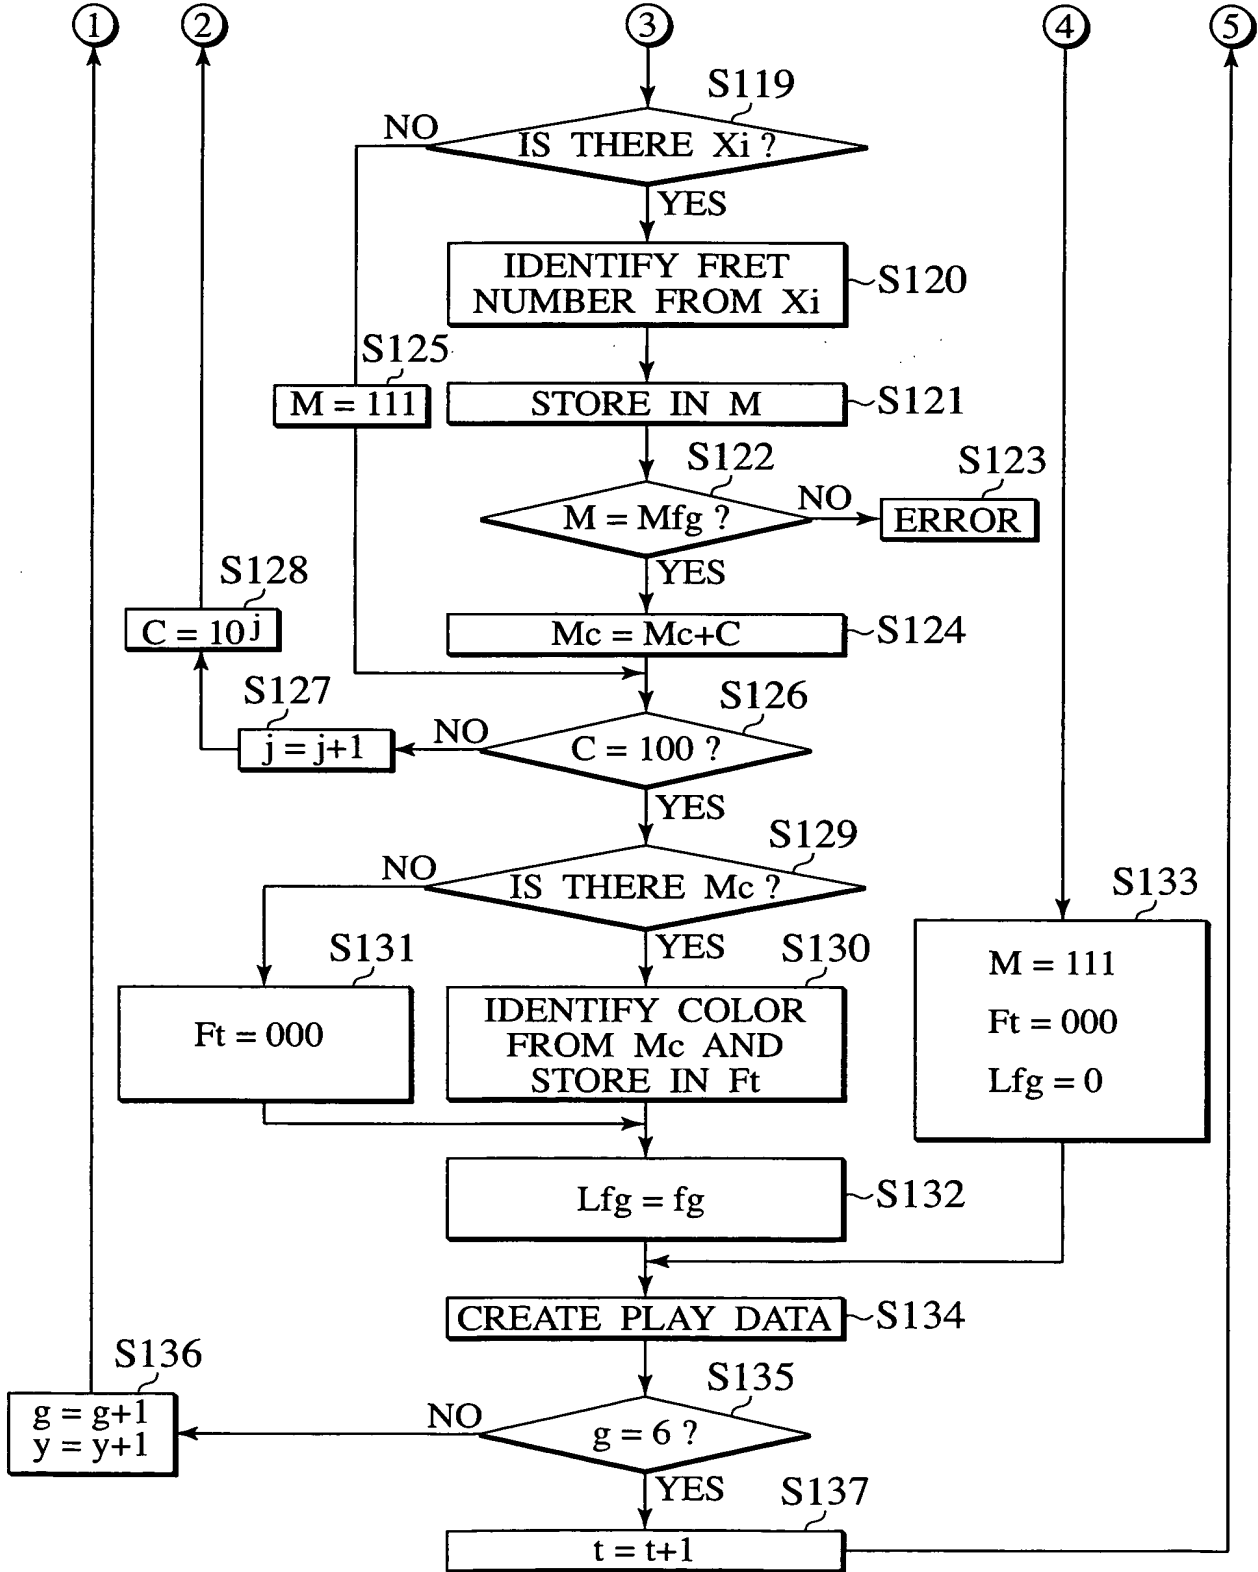 1
2
3
4
5
S119
NO
IS THERE Xi ?
YES
IDENTIFY FRET
NUMBER FROM Xi
S120
S125
M = 111
STORE IN M
S121
S122
S123
M = Mfg ?
NO
ERROR
YES
S128
C = 10^j
Mc = Mc+C
S124
S127
S126
j = j+1
NO
C = 100 ?
YES
S129
NO
IS THERE Mc ?
S133
YES
S131
S130
M = 111
Ft = 000
Lfg = 0
Ft = 000
IDENTIFY COLOR
FROM Mc AND
STORE IN Ft
Lfg = fg
S132
CREATE PLAY DATA
S134
S136
S135
g = g+1
y = y+1
NO
g = 6 ?
YES
S137
t = t+1